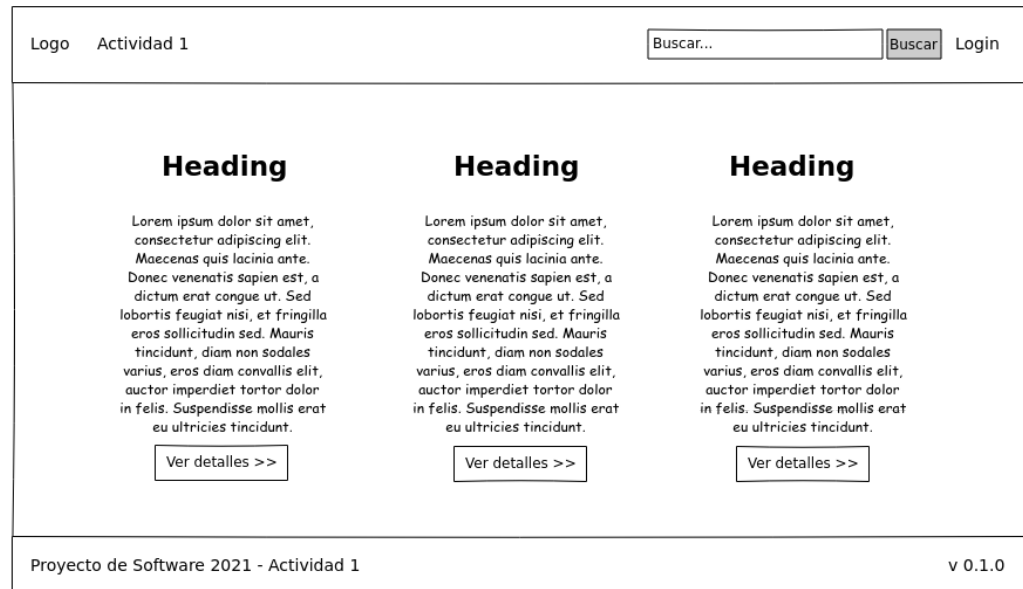 Logo Actividad 1 Buscar... Buscar Login
Heading
Lorem ipsum dolor sit amet,
consectetur adipiscing elit.
Maecenas quis lacinia ante.
Donec venenatis sapien est, a
dictum erat congue ut. Sed
lobortis feugiat nisi, et fringilla
eros sollicitudin sed. Mauris
tincidunt, diam non sodales
varius, eros diam convallis elit,
auctor imperdiet tortor dolor
in felis. Suspendisse mollis erat
eu ultricies tincidunt.
Ver detalles >>
Heading
Lorem ipsum dolor sit amet,
consectetur adipiscing elit.
Maecenas quis lacinia ante.
Donec venenatis sapien est, a
dictum erat congue ut. Sed
lobortis feugiat nisi, et fringilla
eros sollicitudin sed. Mauris
tincidunt, diam non sodales
varius, eros diam convallis elit,
auctor imperdiet tortor dolor
in felis. Suspendisse mollis erat
eu ultricies tincidunt.
Ver detalles >>
Heading
Lorem ipsum dolor sit amet,
consectetur adipiscing elit.
Maecenas quis lacinia ante.
Donec venenatis sapien est, a
dictum erat congue ut. Sed
lobortis feugiat nisi, et fringilla
eros sollicitudin sed. Mauris
tincidunt, diam non sodales
varius, eros diam convallis elit,
auctor imperdiet tortor dolor
in felis. Suspendisse mollis erat
eu ultricies tincidunt.
Ver detalles >>
Proyecto de Software 2021 - Actividad 1 v 0.1.0